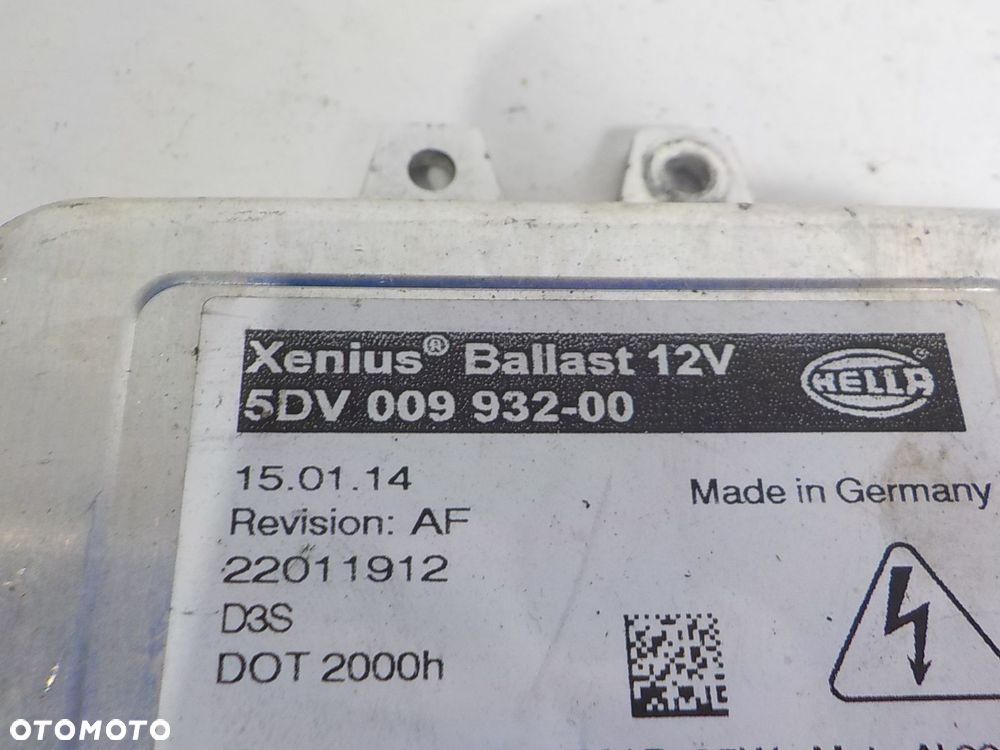 Xenius® Ballast 12V
HELLA®
5DV 009 932-00
15.01.14
Made in Germany
Revision: AF
22011912
D3S
DOT 2000h
OTOMOTO